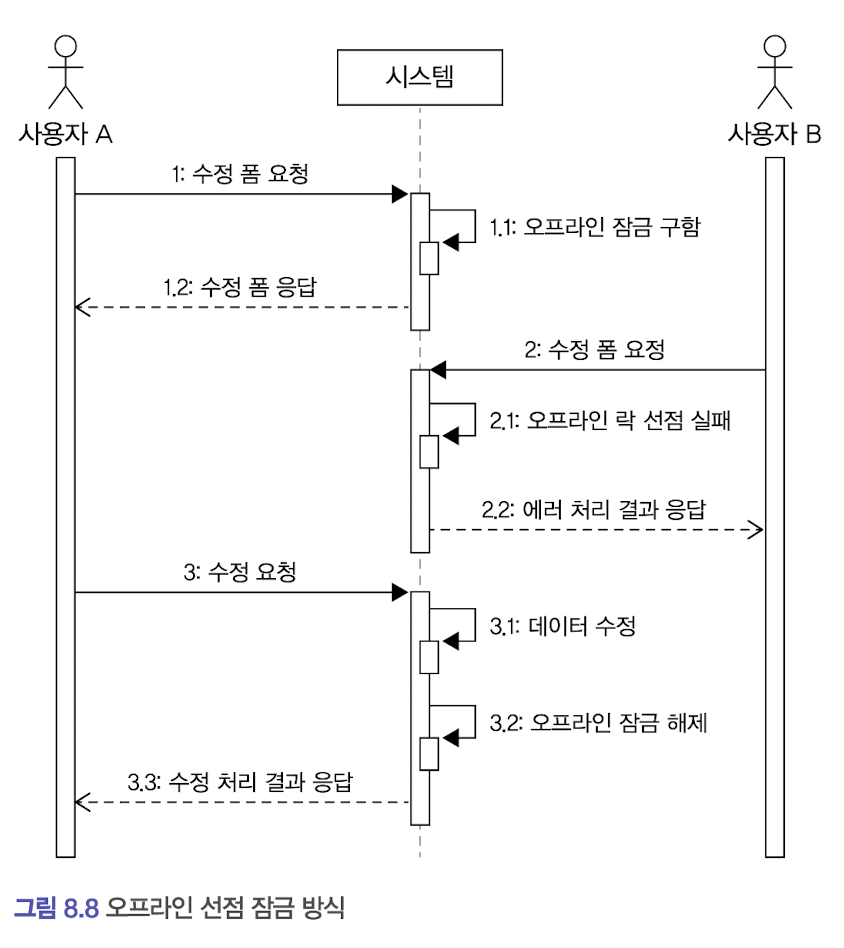 시스템
사용자 A
사용자 B
1: 수정 폼 요청
1.1: 오프라인 잠금 구함
1.2: 수정 폼 응답
2: 수정 폼 요정
2.1: 오프라인 락 선점 실패
2.2: 에러 처리 결과 응답
3: 수정 요청
3.1: 데이터 수정
3.2: 오프라인 잠금 해제
3.3: 수정 처리 결과 응답
그림 8.8 오프라인 선점 잠금 방식